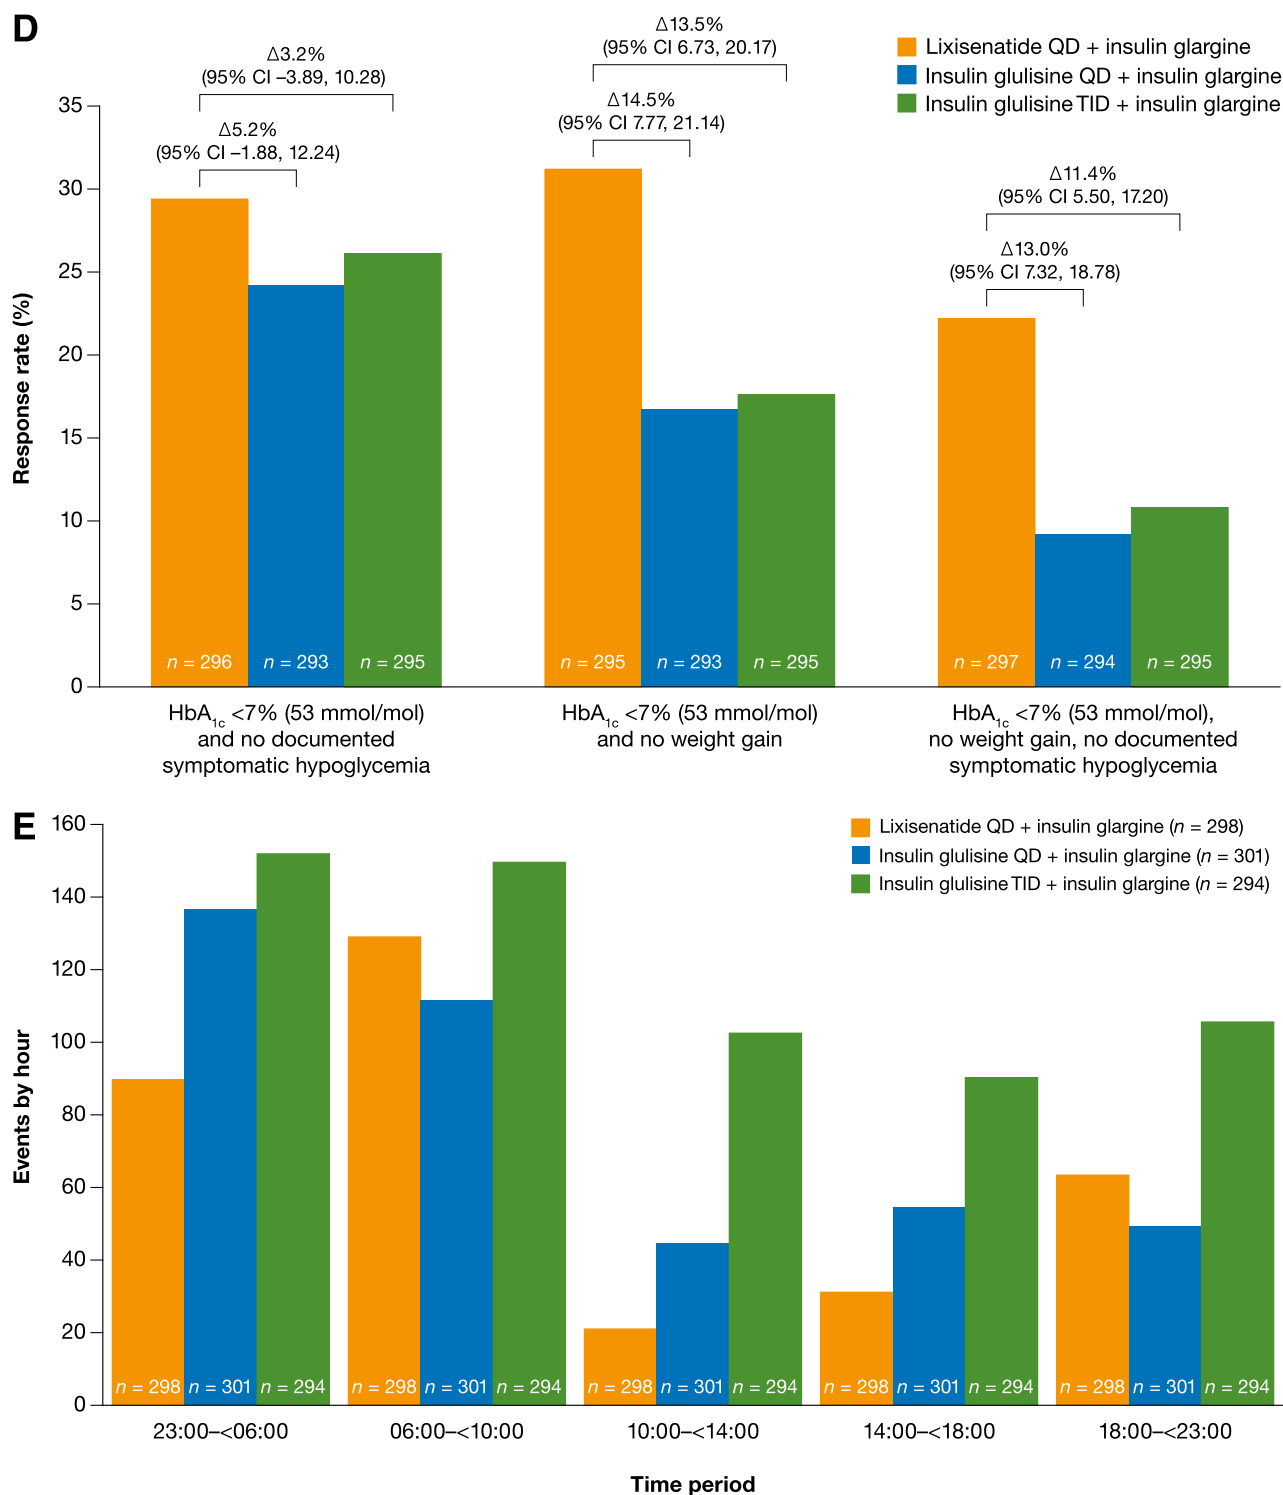 D
Δ3.2%
(95% CI –3.89, 10.28)
Δ5.2%
(95% CI –1.88, 12.24)
Δ13.5%
(95% CI 6.73, 20.17)
Δ14.5%
(95% CI 7.77, 21.14)
Δ11.4%
(95% CI 5.50, 17.20)
Δ13.0%
(95% CI 7.32, 18.78)
Lixisenatide QD + insulin glargine
Insulin glulisine QD + insulin glargine
Insulin glulisine TID + insulin glargine
Response rate (%)
35
30
25
20
15
10
5
0
n = 296 n = 293 n = 295
n = 295 n = 293 n = 295
n = 297 n = 294 n = 295
HbA1c <7% (53 mmol/mol)
and no documented
symptomatic hypoglycemia
HbA1c <7% (53 mmol/mol)
and no weight gain
HbA1c <7% (53 mmol/mol),
no weight gain, no documented
symptomatic hypoglycemia
E
Lixisenatide QD + insulin glargine (n = 298)
Insulin glulisine QD + insulin glargine (n = 301)
Insulin glulisine TID + insulin glargine (n = 294)
Events by hour
160
140
120
100
80
60
40
20
0
n = 298 n = 301 n = 294
n = 298 n = 301 n = 294
n = 298 n = 301 n = 294
n = 298 n = 301 n = 294
n = 298 n = 301 n = 294
23:00–<06:00
06:00–<10:00
10:00–<14:00
14:00–<18:00
18:00–<23:00
Time period